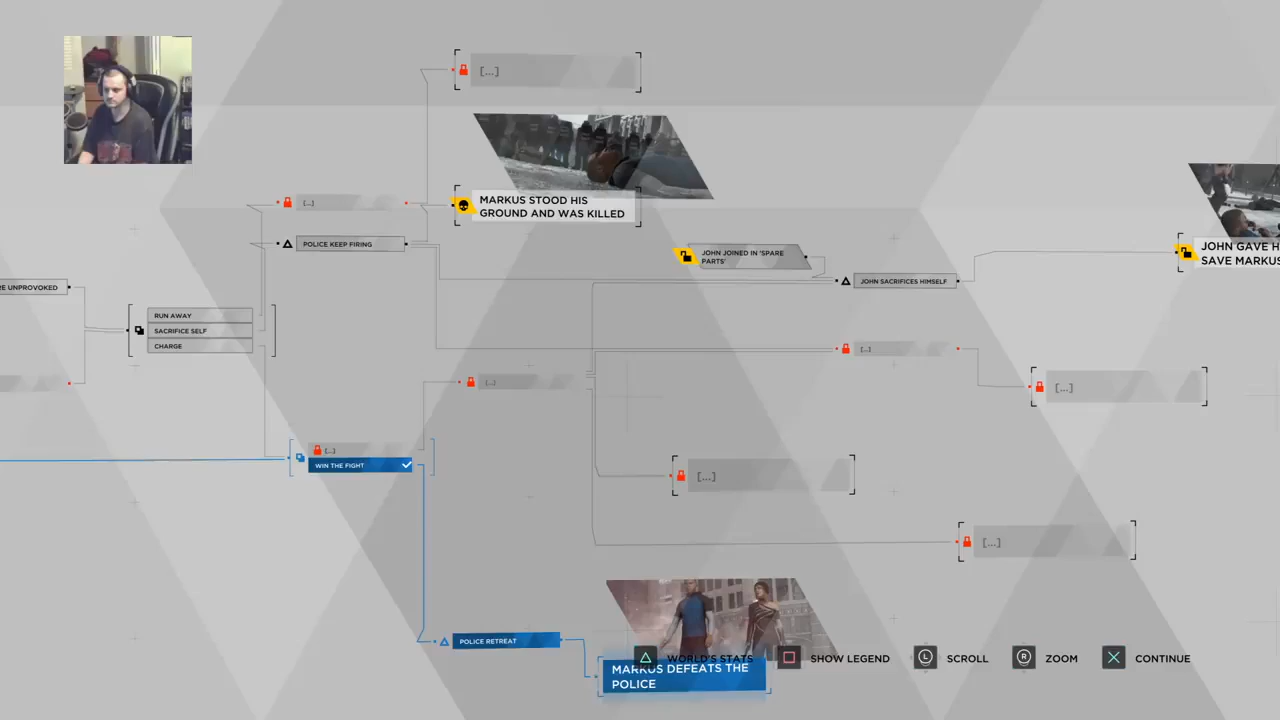 [...]
MARKUS STOOD HIS
GROUND AND WAS KILLED
[...]
POLICE KEEP FIRING
JOHN JOINED IN 'SPARE
PARTS'
JOHN GAVE H
SAVE MARKUS
JOHN SACRIFICES HIMSELF
RE UNPROVOKED
RUN AWAY
SACRIFICE SELF
CHARGE
[...]
[...]
[...]
[...]
WIN THE FIGHT
[...]
[...]
POLICE RETREAT
MARKUS DEFEATS THE
POLICE
WORLD'S STATS
SHOW LEGEND
L
SCROLL
R
ZOOM
CONTINUE